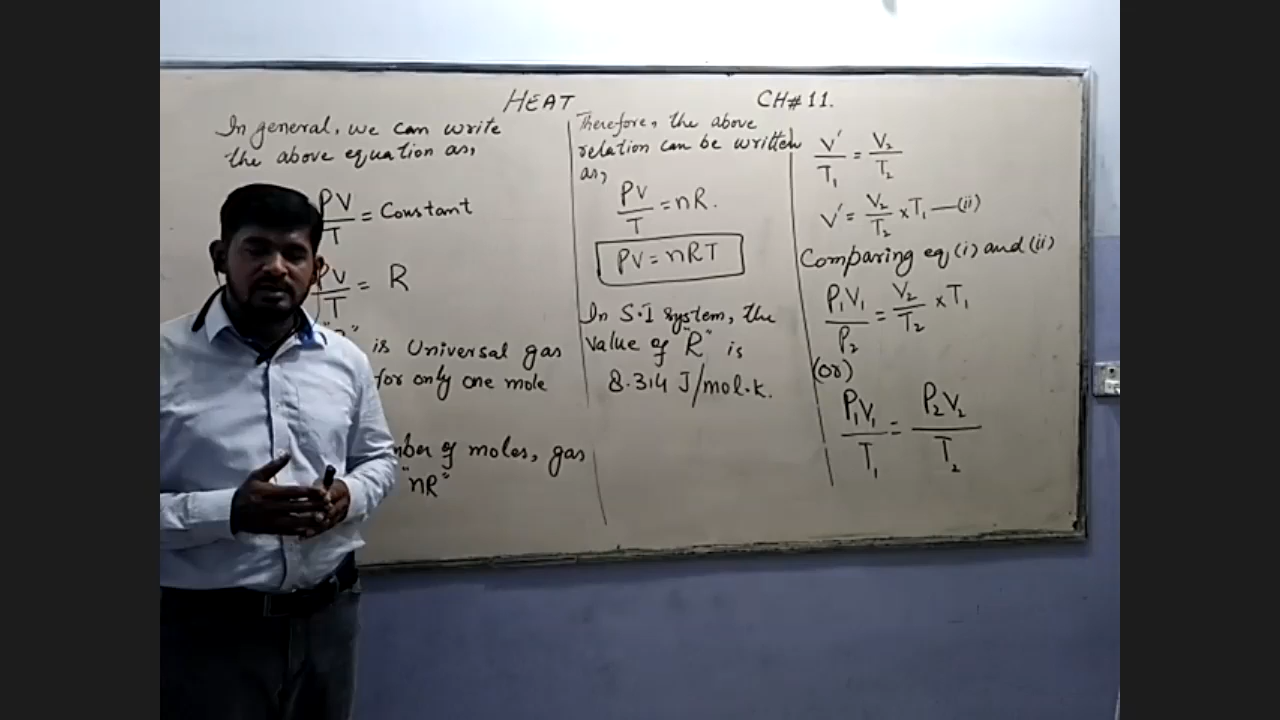 HEAT
CH# 11.
In general, we can write
the above equation as,
PV/T = Constant
PV/T = R
is Universal gas
for only one mole
of moles, gas
"nR"
Therefore, the above
relation can be written
as,
PV/T = nR.
PV = nRT
In S.I system, the
value of "R" is
8.314 J/mol.k.
V'/T₁ = V₂/T₂
V' = V₂/T₂ × T₁ —(ii)
Comparing eq (i) and (ii)
P₁V₁/P₂ = V₂/T₂ × T₁
(or)
P₁V₁/T₁ = P₂V₂/T₂